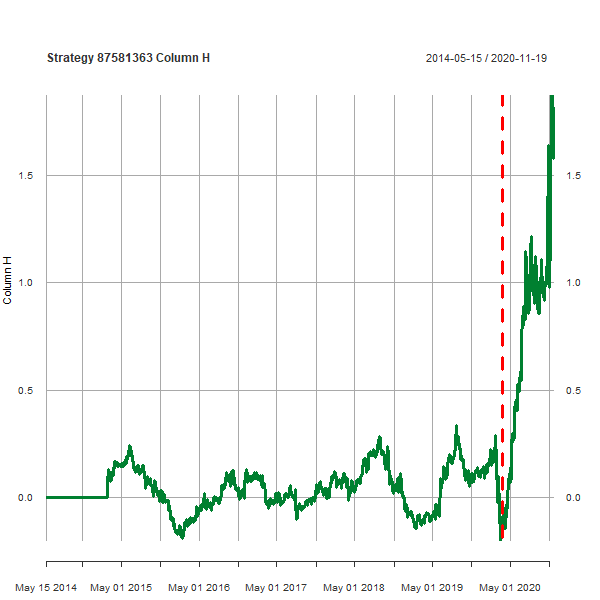 Strategy 87581363 Column H
2014-05-15 / 2020-11-19
Column H
1.5
1.0
0.5
0.0
1.5
1.0
0.5
0.0
May 15 2014
May 01 2015
May 01 2016
May 01 2017
May 01 2018
May 01 2019
May 01 2020